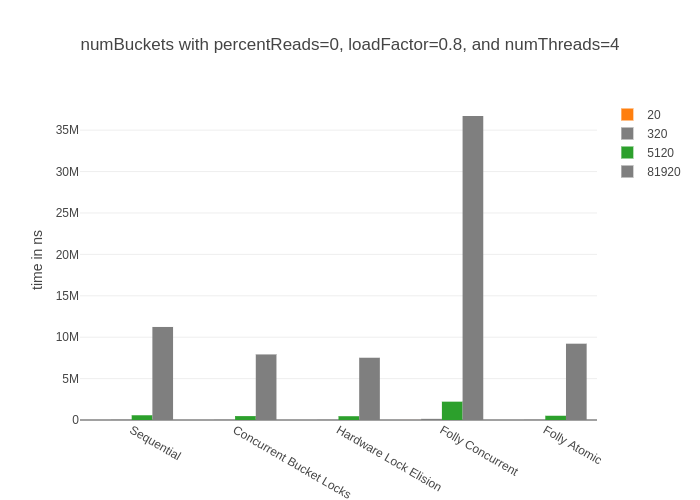 numBuckets with percentReads=0, loadFactor=0.8, and numThreads=4
20
320
5120
81920
time in ns
35M
30M
25M
20M
15M
10M
5M
0
Sequential
Concurrent Bucket Locks
Hardware Lock Elision
Folly Concurrent
Folly Atomic